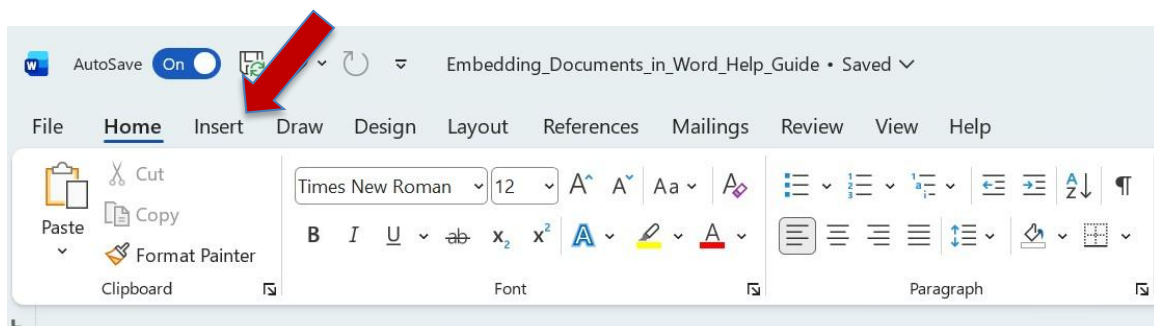 W AutoSave On Embedding_Documents_in_Word_Help_Guide • Saved
File Home Insert Draw Design Layout References Mailings Review View Help
Cut
Times New Roman 12 A A Aa A
Copy
Paste
B I U ab x2 x2 A A
Format Painter
Clipboard Font Paragraph